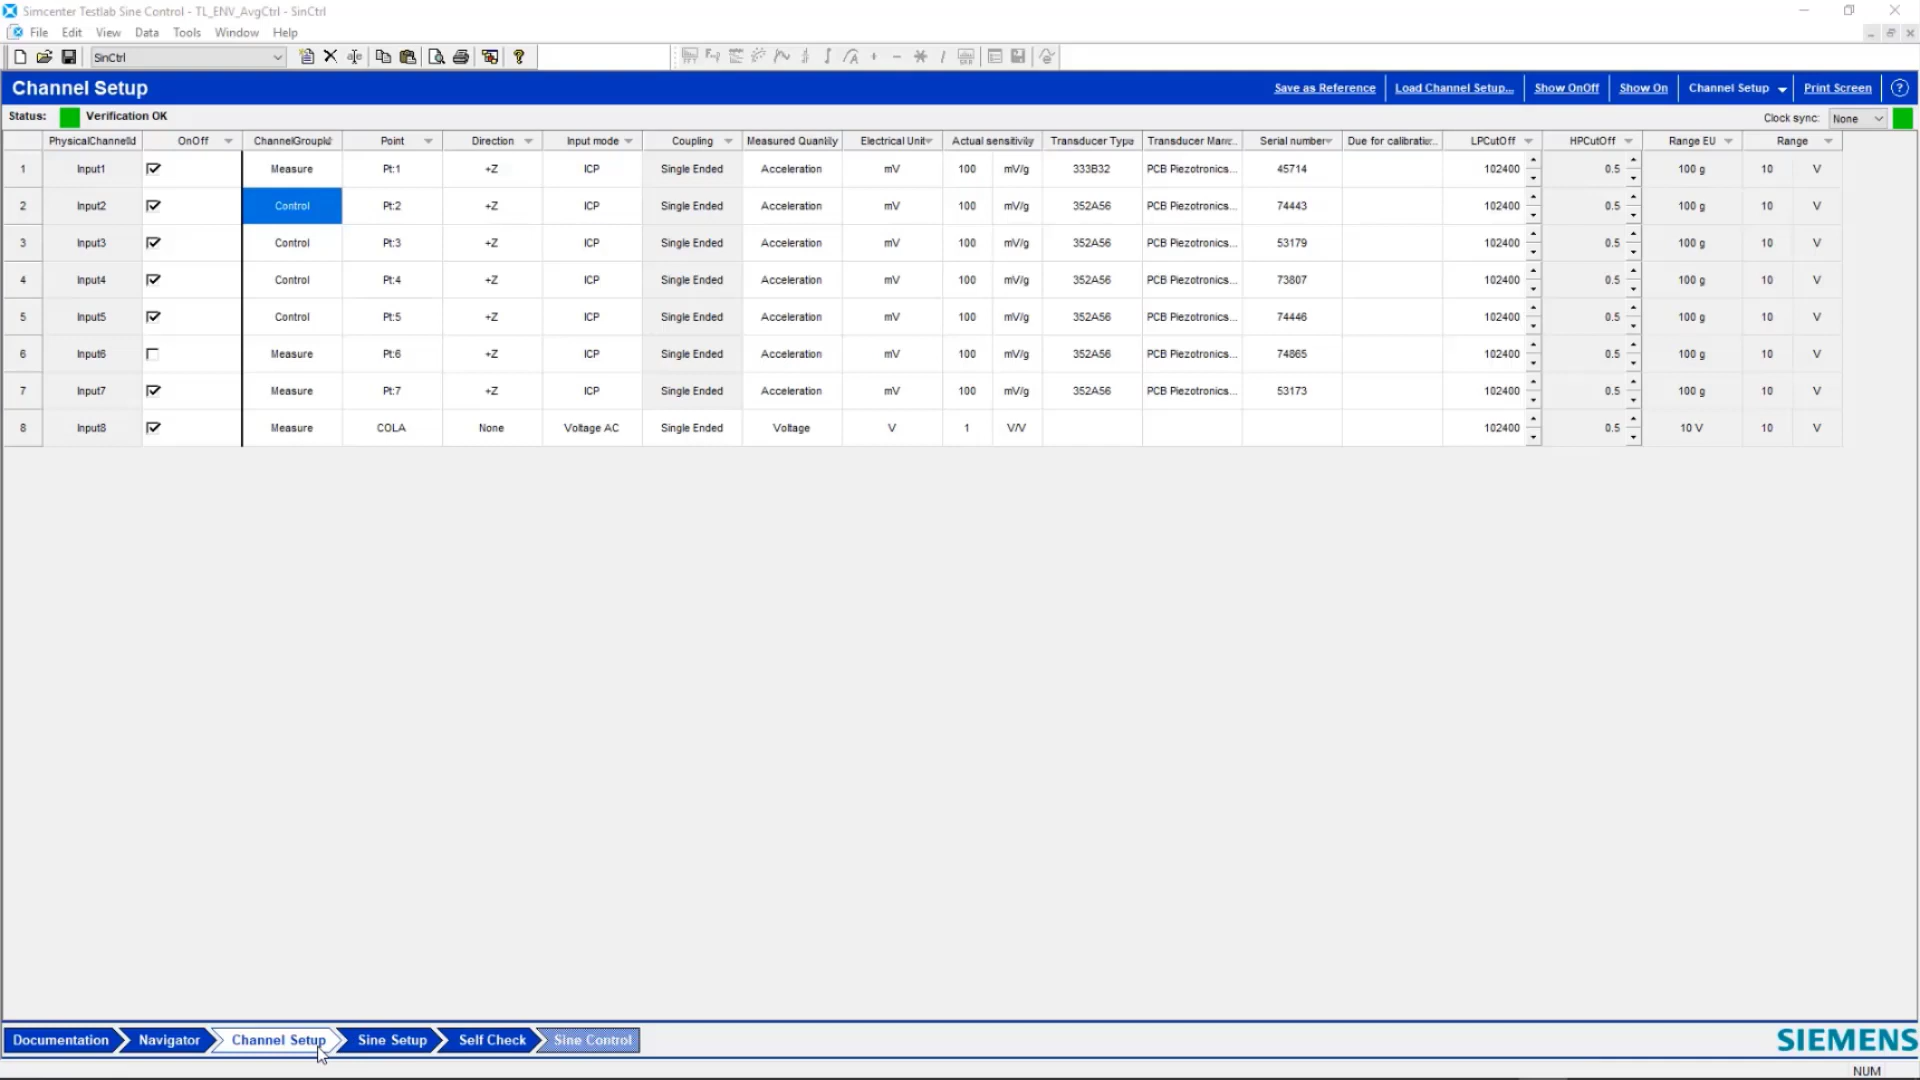 Simcenter Testlab Sine Control - TL_ENV_AvgCtrl - SinCtrl
File Edit View Data Tools Window Help
SinCtrl
Channel Setup Save as Reference Load Channel Setup... Show OnOff Show On Channel Setup Print Screen ?
Status: Verification OK Clock sync: None
PhysicalChannelId OnOff ChannelGroupId Point Direction Input mode Coupling Measured Quantity Electrical Unit Actual sensitivity Transducer Type Transducer Man... Serial number Due for calibratio... LPCutOff HPCutOff Range EU Range
1 Input1 Measure Pt:1 +Z ICP Single Ended Acceleration mV 100 mV/g 333B32 PCB Piezotronics... 45714 102400 0.5 100 g 10 V
2 Input2 Control Pt:2 +Z ICP Single Ended Acceleration mV 100 mV/g 352A56 PCB Piezotronics... 74443 102400 0.5 100 g 10 V
3 Input3 Control Pt:3 +Z ICP Single Ended Acceleration mV 100 mV/g 352A56 PCB Piezotronics... 53179 102400 0.5 100 g 10 V
4 Input4 Control Pt:4 +Z ICP Single Ended Acceleration mV 100 mV/g 352A56 PCB Piezotronics... 73807 102400 0.5 100 g 10 V
5 Input5 Control Pt:5 +Z ICP Single Ended Acceleration mV 100 mV/g 352A56 PCB Piezotronics... 74446 102400 0.5 100 g 10 V
6 Input6 Measure Pt:6 +Z ICP Single Ended Acceleration mV 100 mV/g 352A56 PCB Piezotronics... 74865 102400 0.5 100 g 10 V
7 Input7 Measure Pt:7 +Z ICP Single Ended Acceleration mV 100 mV/g 352A56 PCB Piezotronics... 53173 102400 0.5 100 g 10 V
8 Input8 Measure COLA None Voltage AC Single Ended Voltage V 1 V/V 102400 0.5 10 V 10 V
Documentation Navigator Channel Setup Sine Setup Self Check Sine Control SIEMENS
NUM